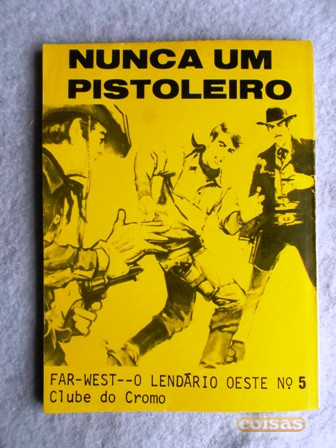 NUNCA UM
PISTOLEIRO
FAR-WEST--O LENDÁRIO OESTE Nº 5
Clube do Cromo
coisas